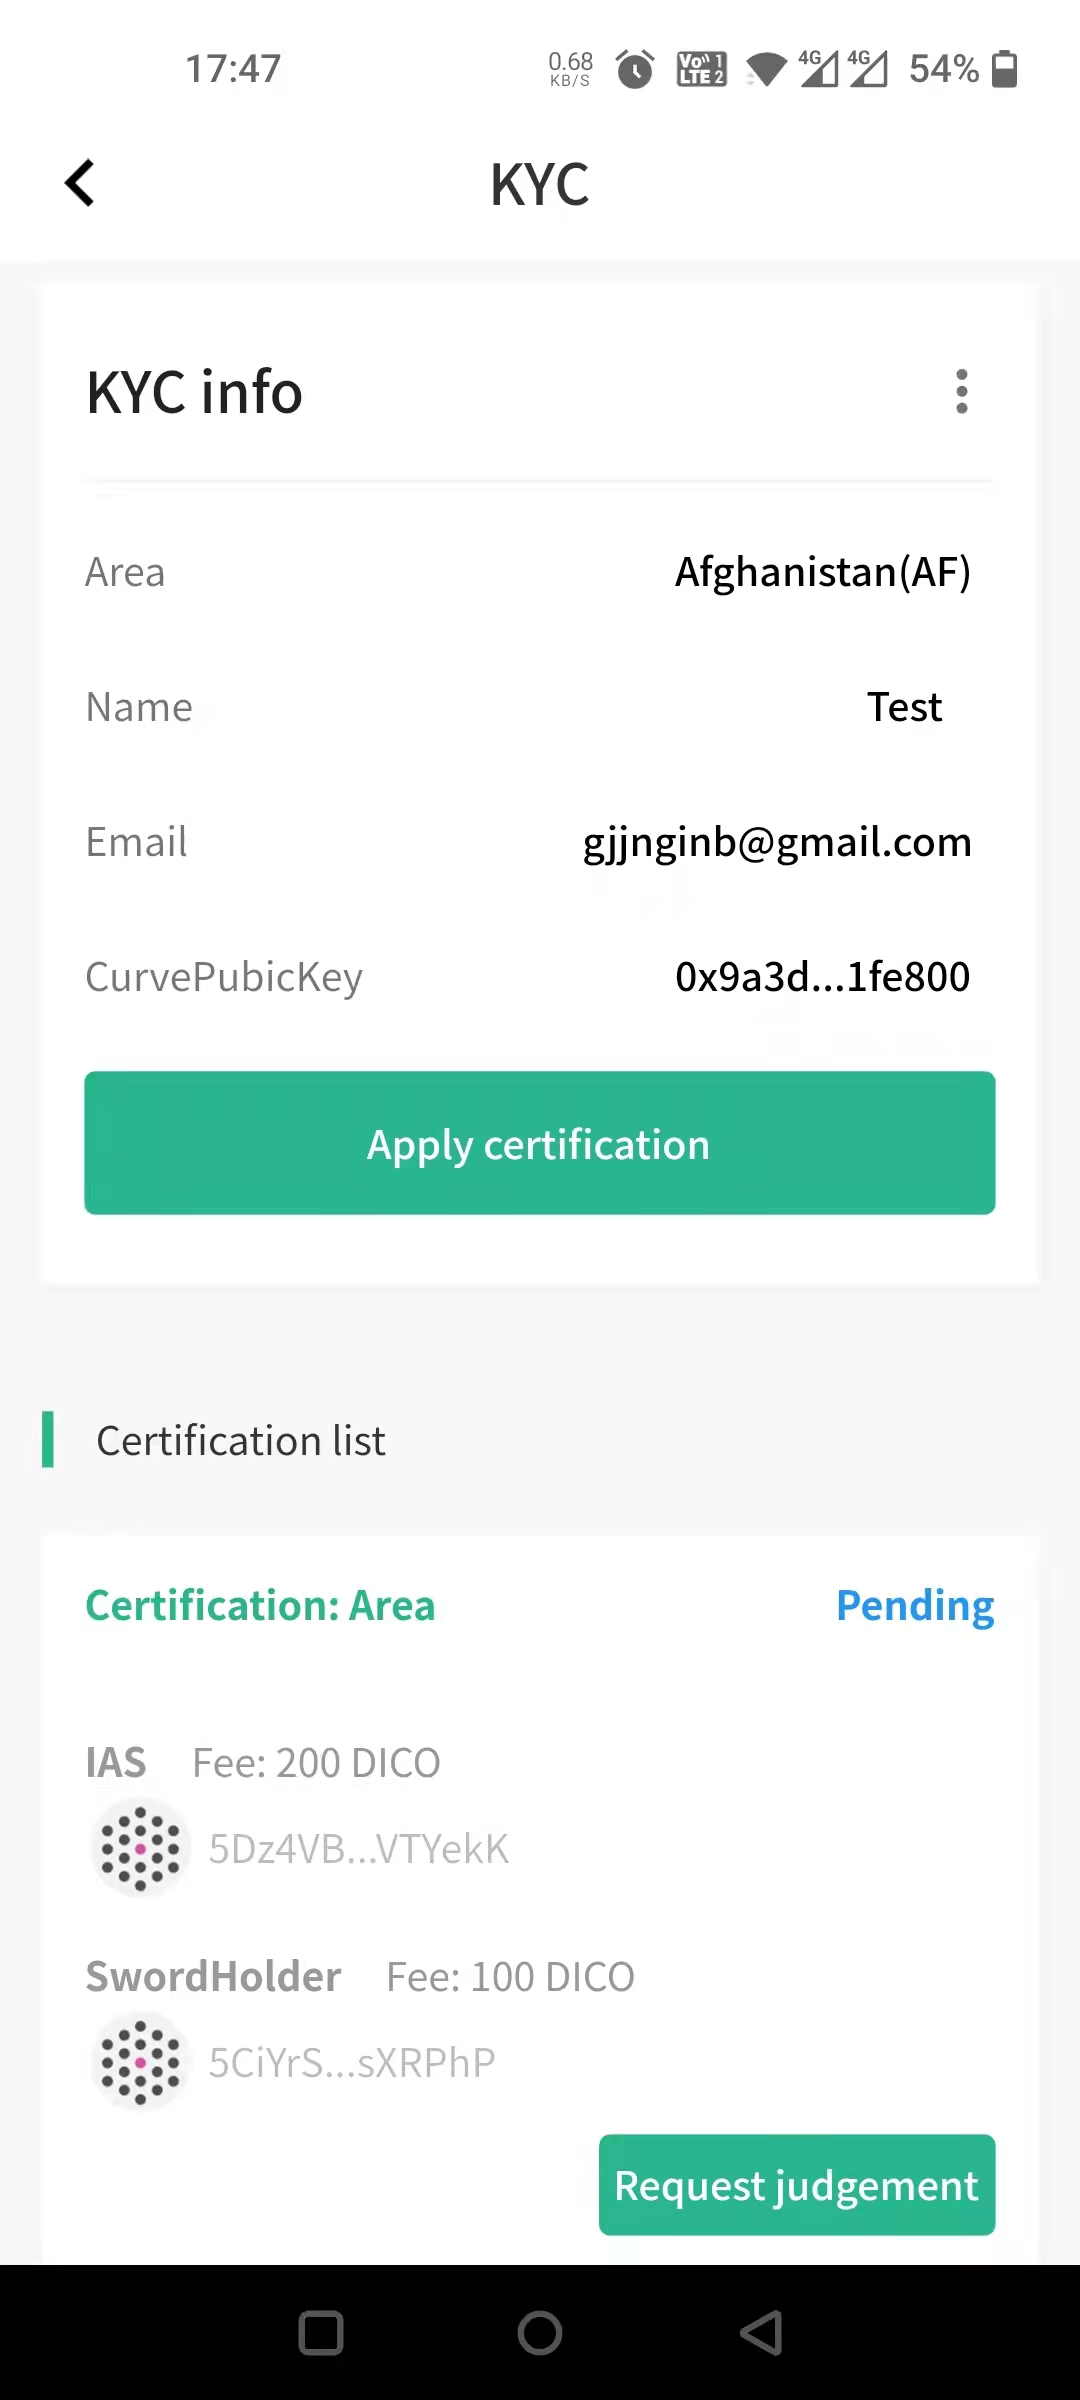 17:47 0.68 KB/S Vo)) 1 LTE 2 4G 4G 54%
KYC
KYC info
Area Afghanistan(AF)
Name Test
Email gjjnginb@gmail.com
CurvePubicKey 0x9a3d...1fe800
Apply certification
Certification list
Certification: Area Pending
IAS Fee: 200 DICO
5Dz4VB...VTYekK
SwordHolder Fee: 100 DICO
5CiYrS...sXRPhP
Request judgement